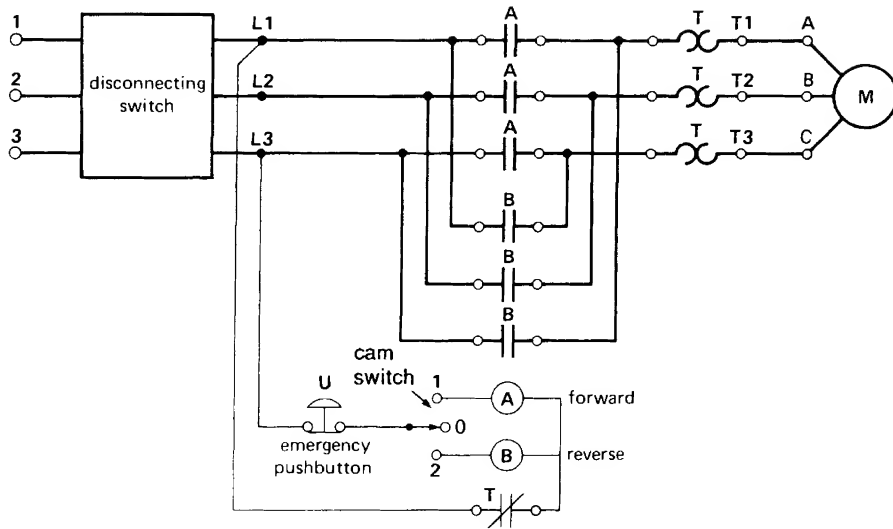 1 L1 A T T1 A
disconnecting
switch
2 L2 A T T2 B M
3 L3 A T T3 C
B
B
B
cam
switch
U
1 A forward
0
emergency
pushbutton
2 B reverse
T